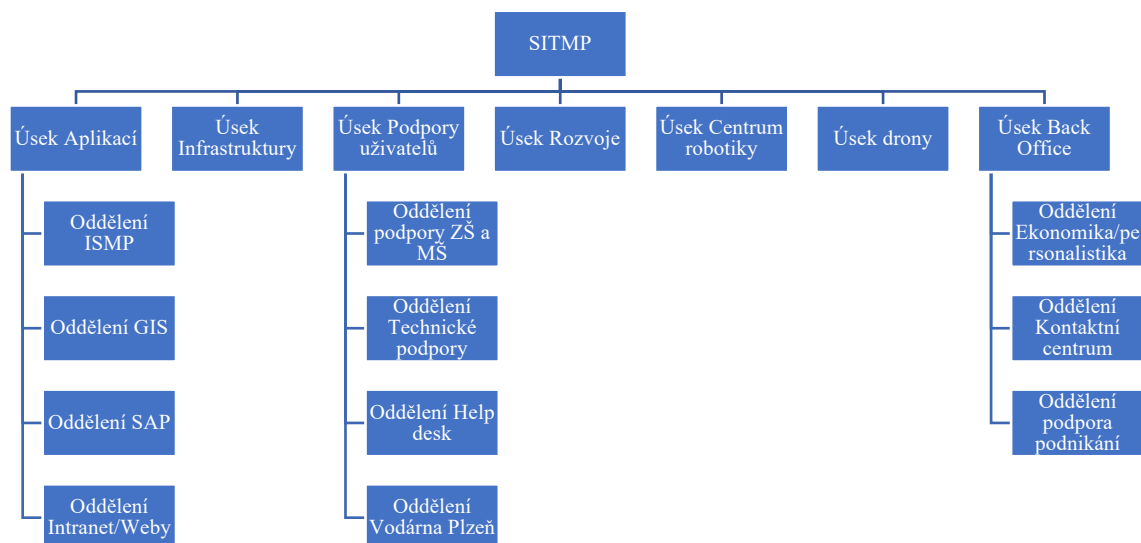 SITMP
Úsek Aplikací
Úsek
Infrastruktury
Úsek Podpory
uživatelů
Úsek Rozvoje
Úsek Centrum
robotiky
Úsek drony
Úsek Back
Office
Oddělení
ISMP
Oddělení GIS
Oddělení SAP
Oddělení
Intranet/Weby
Oddělení
podpory ZŠ a
MŠ
Oddělení
Technické
podpory
Oddělení Help
desk
Oddělení
Vodárna Plzeň
Oddělení
Ekonomika/pe
rsonalistika
Oddělení
Kontaktní
centrum
Oddělení
podpora
podnikání